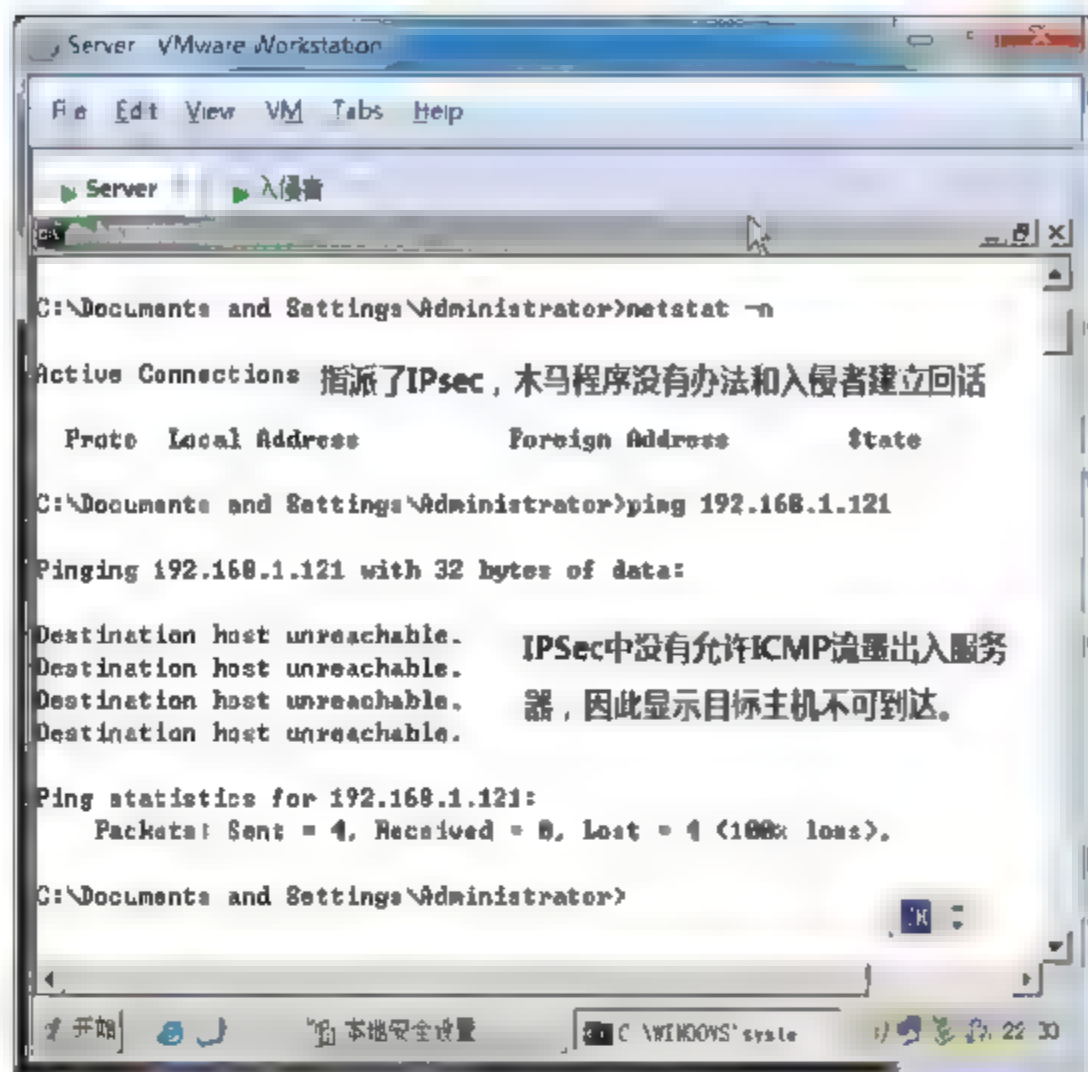 Server VMware Workstation
File Edit View VM Tabs Help
Server 入侵者
C:\Documents and Settings\Administrator>netstat -n
Active Connections 指派了IPsec，木马程序没有办法和入侵者建立回话
Proto Local Address Foreign Address State
C:\Documents and Settings\Administrator>ping 192.168.1.121
Pinging 192.168.1.121 with 32 bytes of data:
Destination host unreachable.
Destination host unreachable.
Destination host unreachable.
Destination host unreachable.
IPSec中没有允许ICMP流量出入服务
器，因此显示目标主机不可到达。
Ping statistics for 192.168.1.121:
Packets: Sent = 4, Received = 0, Lost = 4 (100% loss),
C:\Documents and Settings\Administrator>
开始 本地安全设置 C:\WINDOWS\syste 22:30